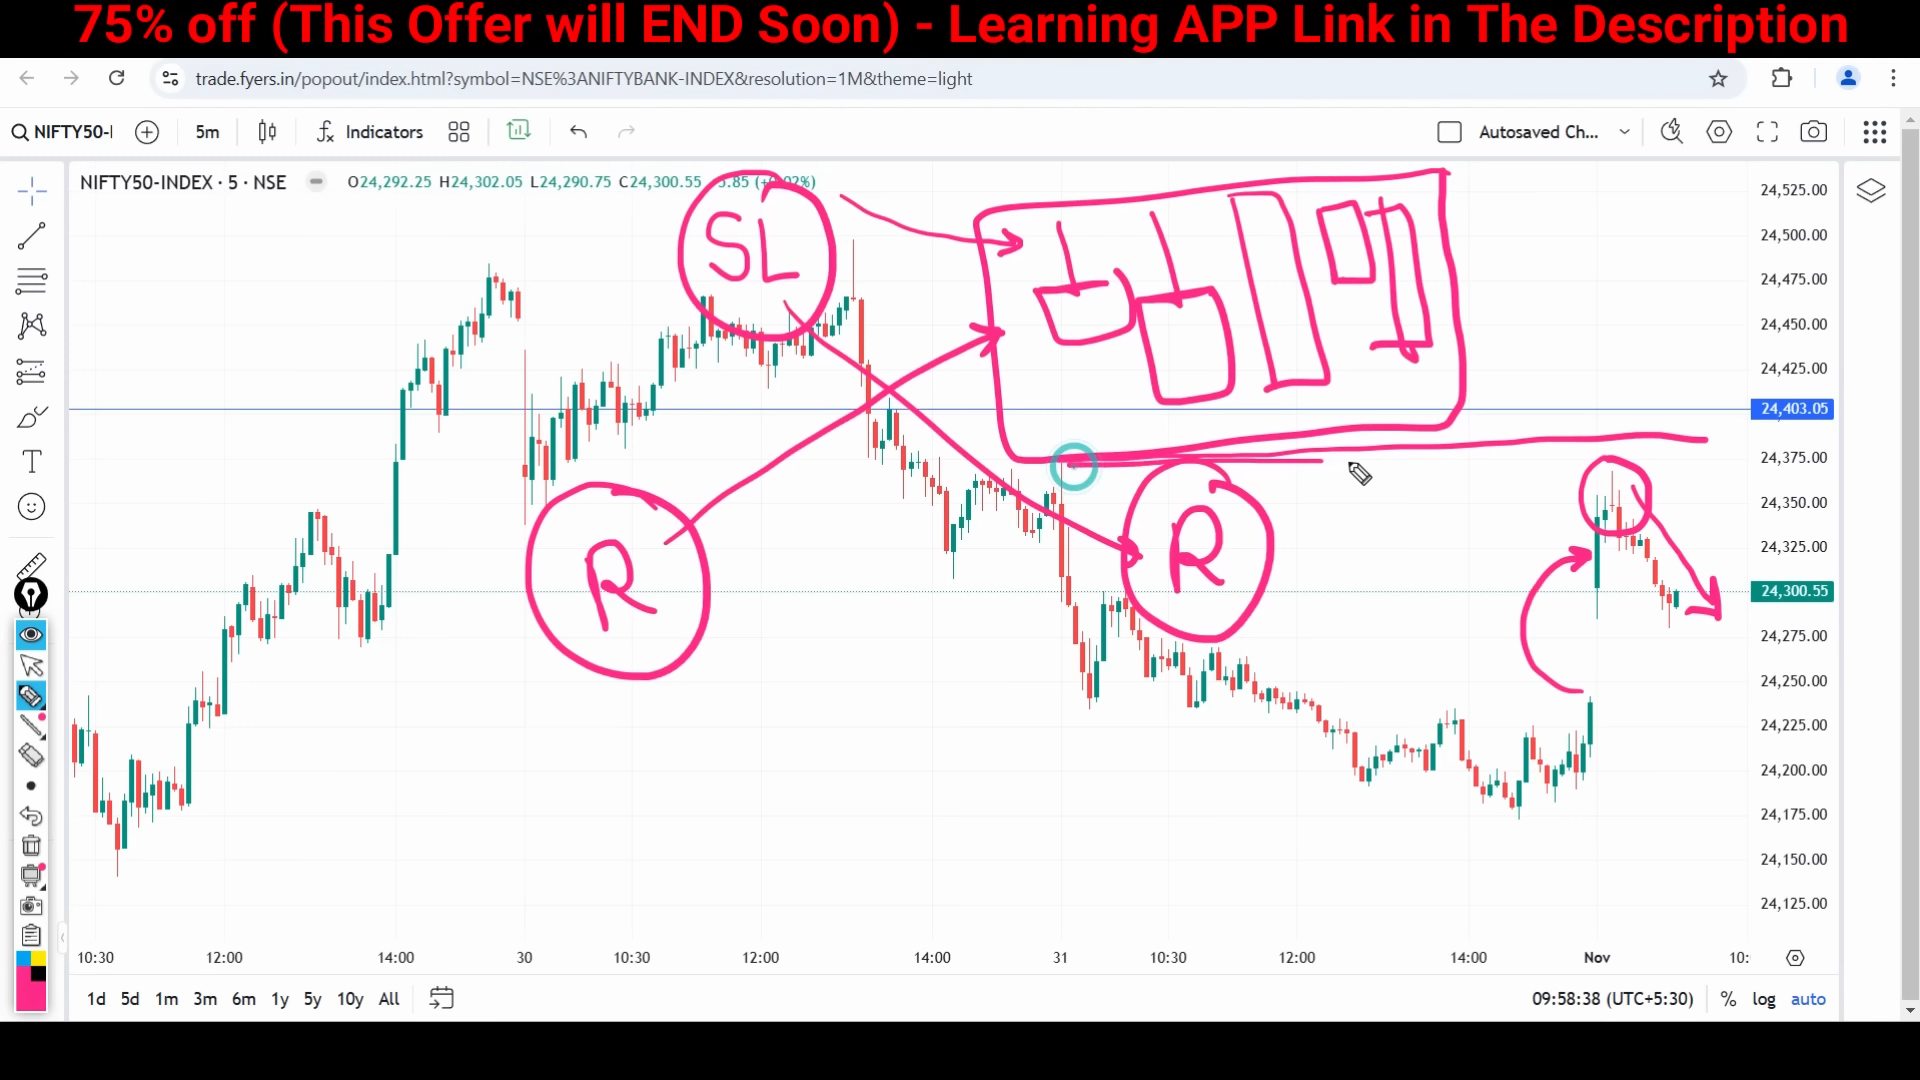 75% off (This Offer will END Soon) - Learning APP Link in The Description
trade.fyers.in/popout/index.html?symbol=NSE%3ANIFTYBANK-INDEX&resolution=1M&theme=light
NIFTY50-I 5m Indicators Autosaved Ch...
NIFTY50-INDEX · 5 · NSE O24,292.25 H24,302.05 L24,290.75 C24,300.55
24,525.00
24,500.00
24,475.00
24,450.00
24,425.00
24,403.05
24,375.00
24,350.00
24,325.00
24,300.55
24,275.00
24,250.00
24,225.00
24,200.00
24,175.00
24,150.00
24,125.00
SL
R
R
10:30 12:00 14:00 30 10:30 12:00 14:00 31 10:30 12:00 14:00 Nov 10:
1d 5d 1m 3m 6m 1y 5y 10y All 09:58:38 (UTC+5:30) % log auto